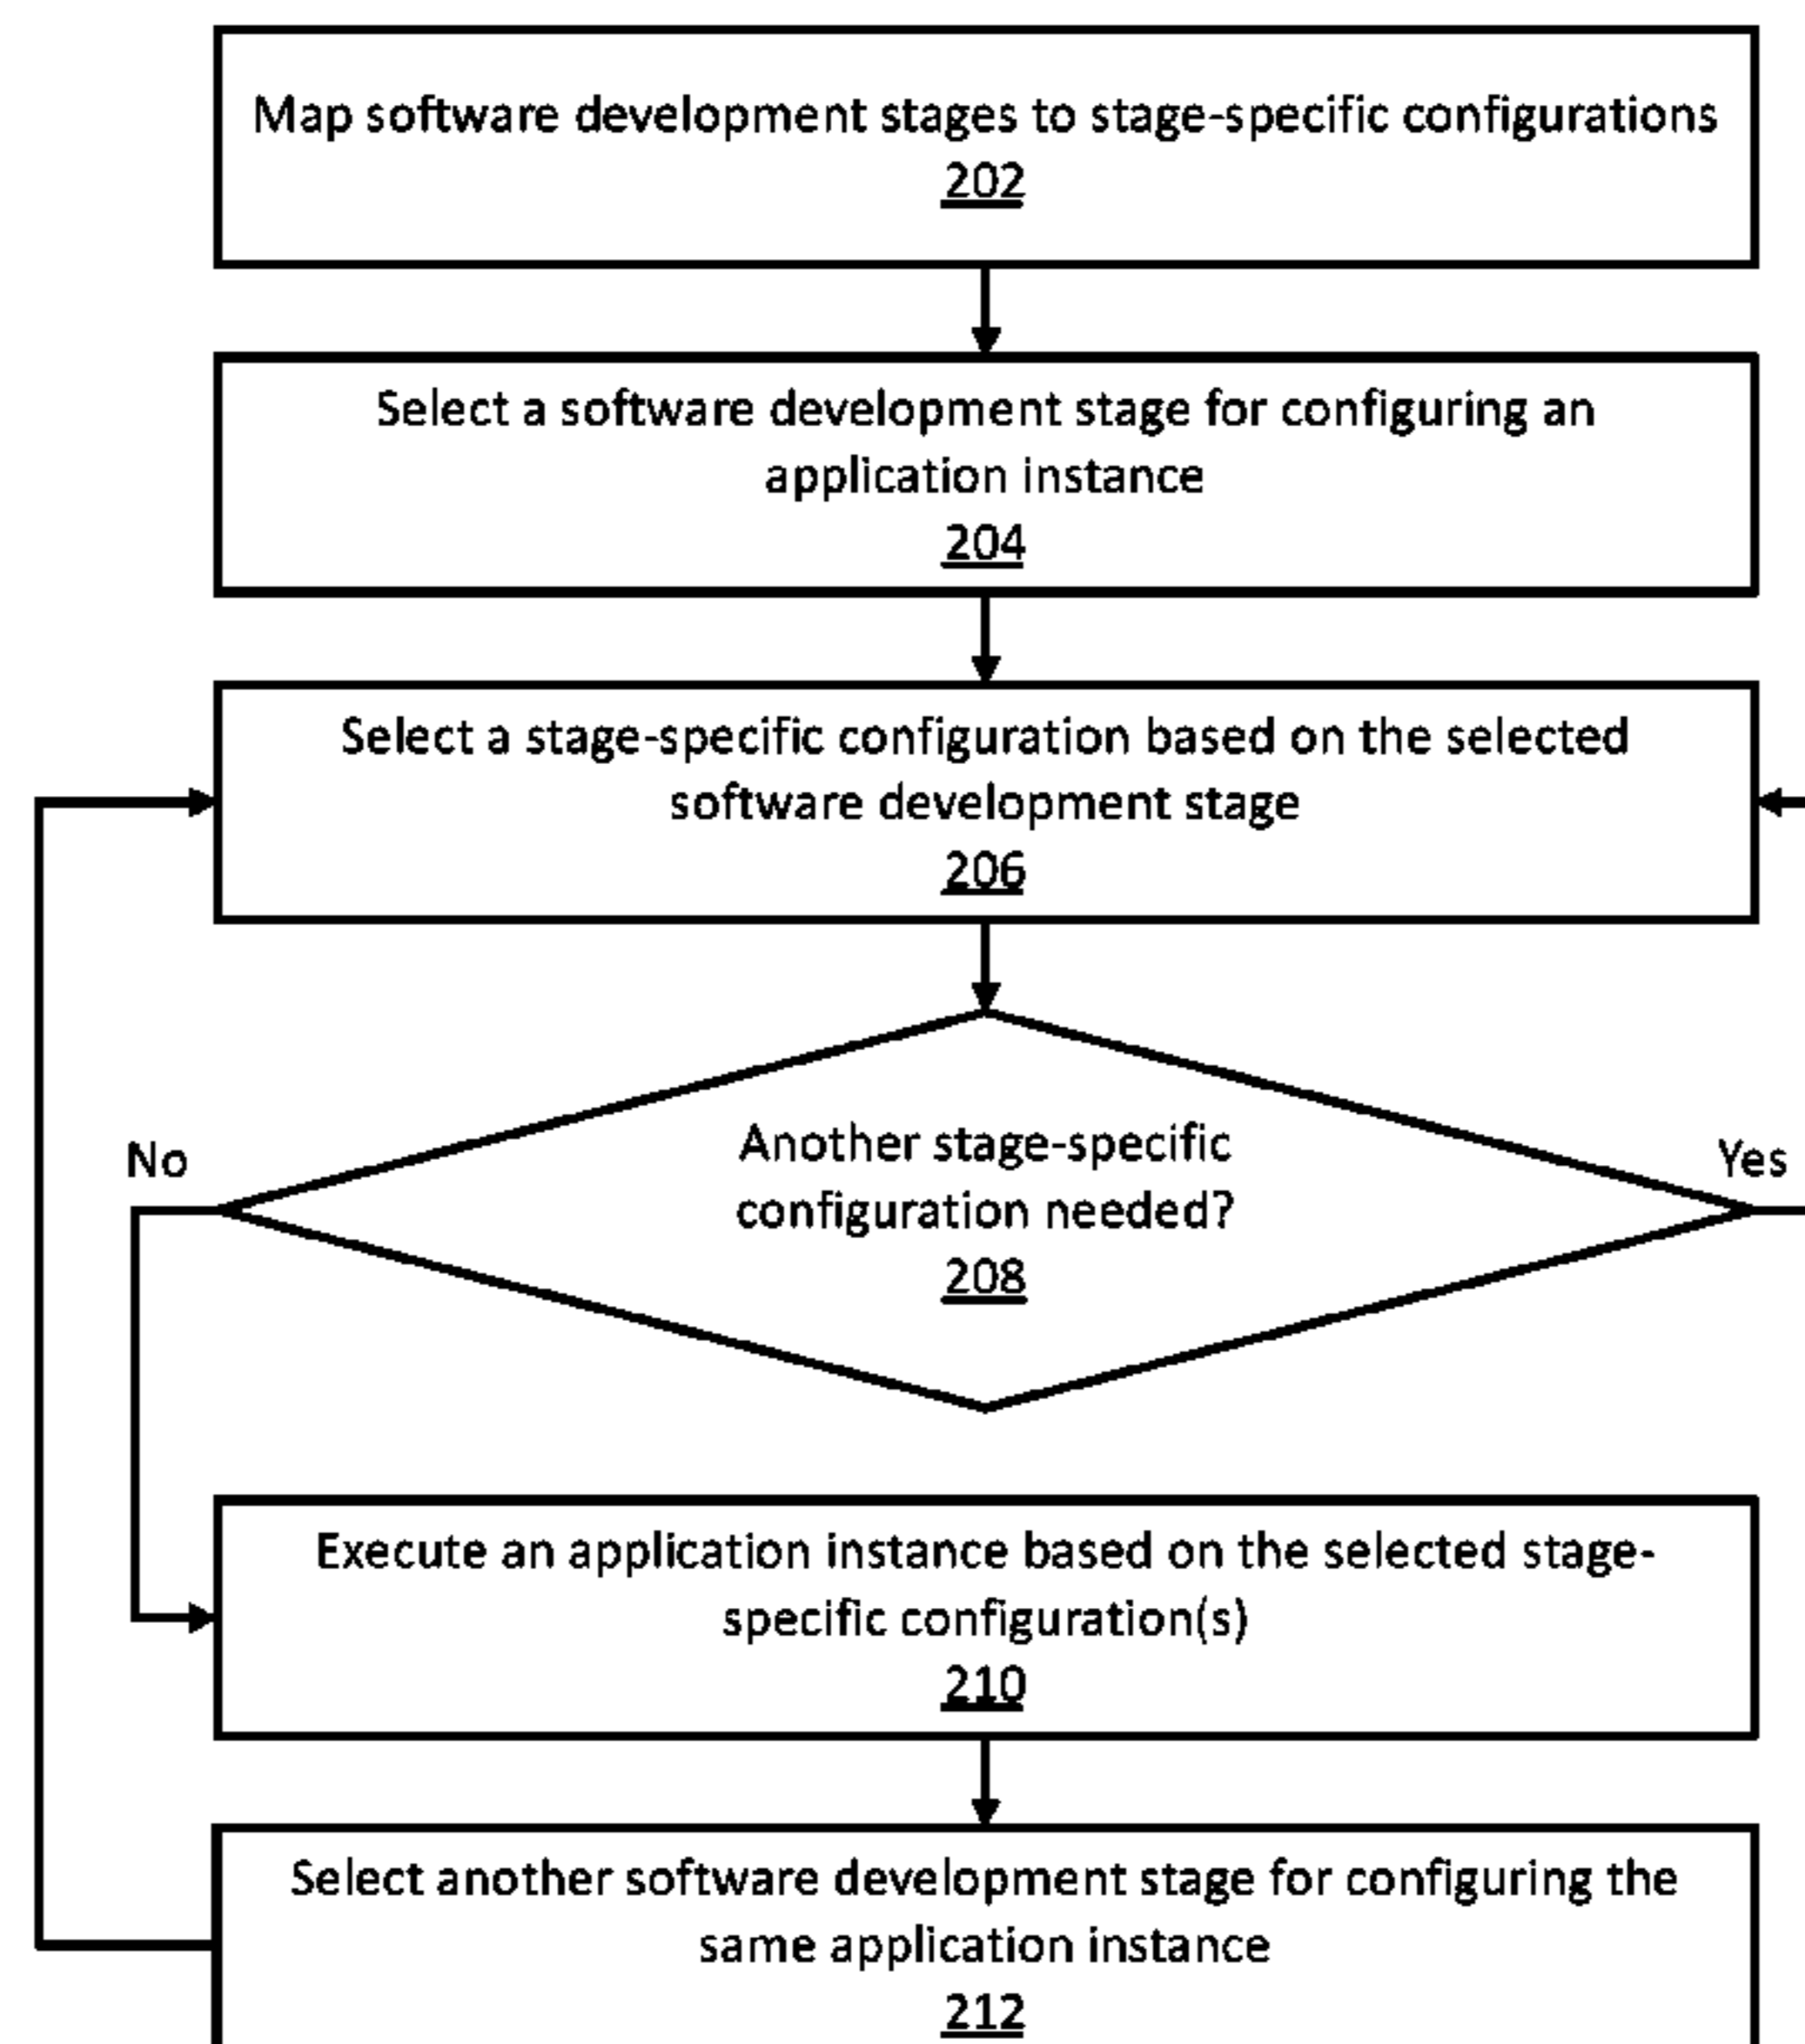 Map software development stages to stage-specific configurations
202
Select a software development stage for configuring an
application instance
204
Select a stage-specific configuration based on the selected
software development stage
206
No
Yes
Another stage-specific
configuration needed?
208
Execute an application instance based on the selected stage-
specific configuration(s)
210
Select another software development stage for configuring the
same application instance
212